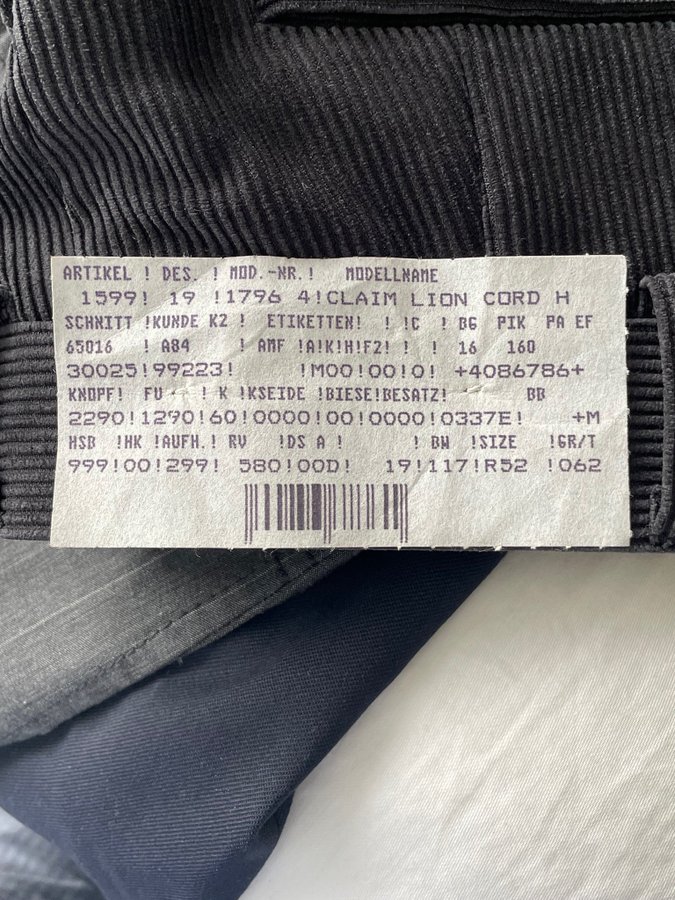 ARTIKEL ! DES. ! MOD.-NR.! MODELLNAME
1599! 19 !1796 4!CLAIM LION CORD H
SCHNITT !KUNDE K2 ! ETIKETTEN! ! !C ! BG PIK PA EF
65016 ! A84 ! AMF !A!K!H!F2! ! ! 16 160
30025!99223! !M00!00!0! +4086786+
KNOPF! FU ! K !KSEIDE !BIESE!BESATZ! BB
2290!1290!60!0000!00!0000!0337E! +M
HSB !HK !AUFH.! RV !DS A ! ! BW !SIZE !GR/T
999!00!299! 580!00D! 19!117!R52 !062